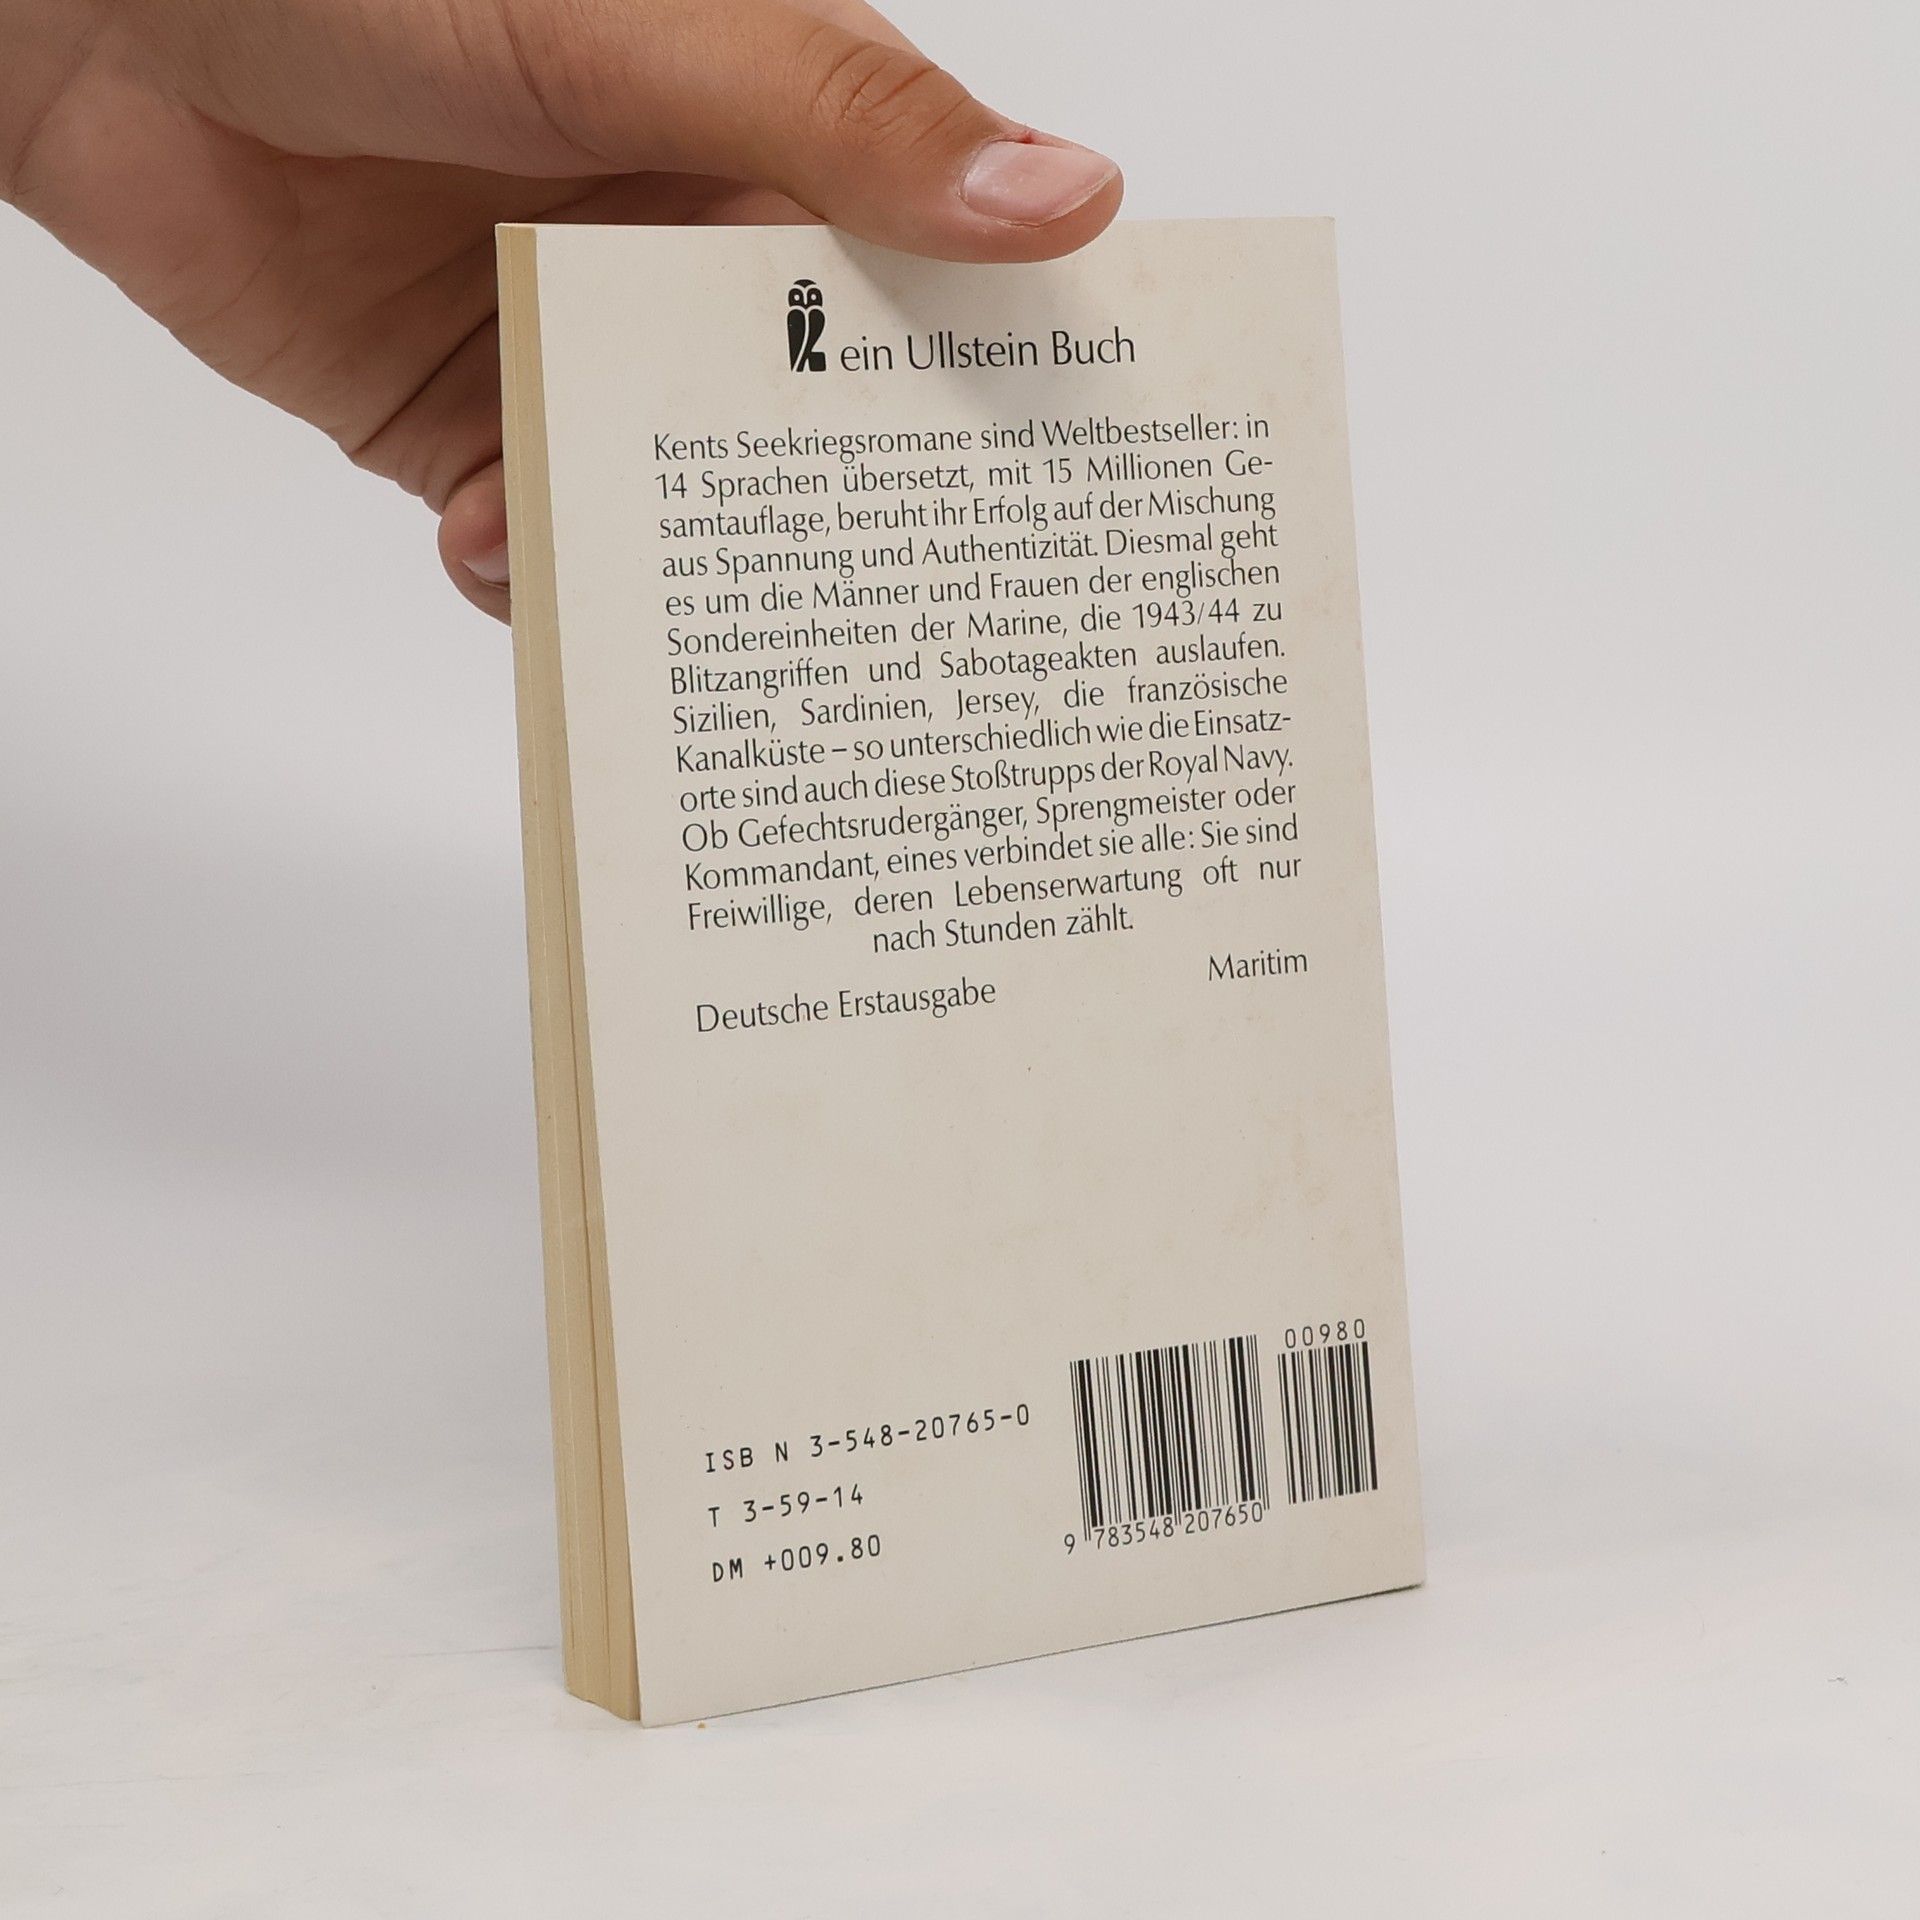 ein Ullstein Buch
Kents Seekriegsromane sind Weltbestseller: in
14 Sprachen übersetzt, mit 15 Millionen Ge-
samtauflage, beruht ihr Erfolg auf der Mischung
aus Spannung und Authentizität. Diesmal geht
es um die Männer und Frauen der englischen
Sondereinheiten der Marine, die 1943/44 zu
Blitzangriffen und Sabotageakten auslaufen.
Sizilien, Sardinien, Jersey, die französische
Kanalküste – so unterschiedlich wie die Einsatz-
orte sind auch diese Stoßtrupps der Royal Navy.
Ob Gefechtsrudergänger, Sprengmeister oder
Kommandant, eines verbindet sie alle: Sie sind
Freiwillige, deren Lebenserwartung oft nur
nach Stunden zählt.
Maritim
Deutsche Erstausgabe
00980
ISB N 3-548-20765-0
T 3-59-14
DM +009.80
9 783548 207650